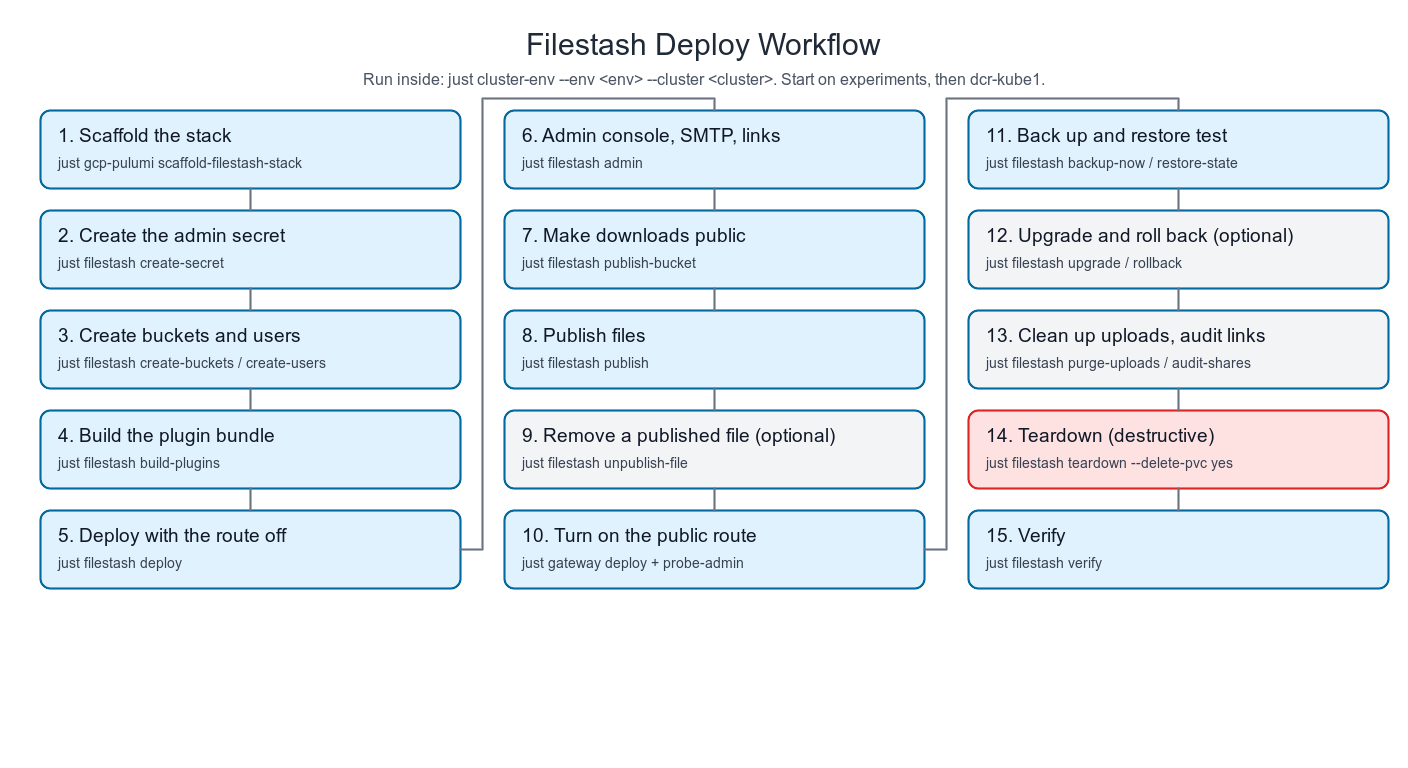 Filestash Deploy Workflow
Run inside: just cluster-env --env <env> --cluster <cluster>. Start on experiments, then dcr-kube1.
1. Scaffold the stack
just gcp-pulumi scaffold-filestash-stack
2. Create the admin secret
just filestash create-secret
3. Create buckets and users
just filestash create-buckets / create-users
4. Build the plugin bundle
just filestash build-plugins
5. Deploy with the route off
just filestash deploy
6. Admin console, SMTP, links
just filestash admin
7. Make downloads public
just filestash publish-bucket
8. Publish files
just filestash publish
9. Remove a published file (optional)
just filestash unpublish-file
10. Turn on the public route
just gateway deploy + probe-admin
11. Back up and restore test
just filestash backup-now / restore-state
12. Upgrade and roll back (optional)
just filestash upgrade / rollback
13. Clean up uploads, audit links
just filestash purge-uploads / audit-shares
14. Teardown (destructive)
just filestash teardown --delete-pvc yes
15. Verify
just filestash verify